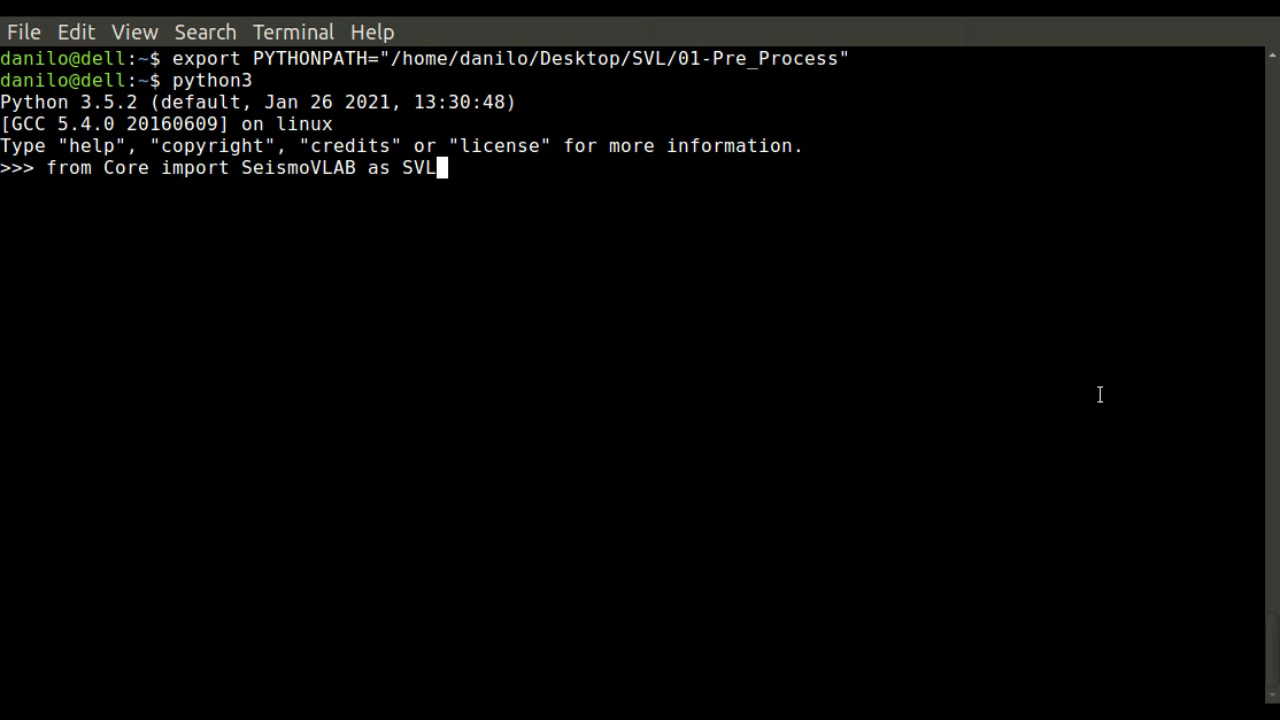 File Edit View Search Terminal Help
danilo@dell:~$ export PYTHONPATH="/home/danilo/Desktop/SVL/01-Pre_Process"
danilo@dell:~$ python3
Python 3.5.2 (default, Jan 26 2021, 13:30:48)
[GCC 5.4.0 20160609] on linux
Type "help", "copyright", "credits" or "license" for more information.
>>> from Core import SeismoVLAB as SVL